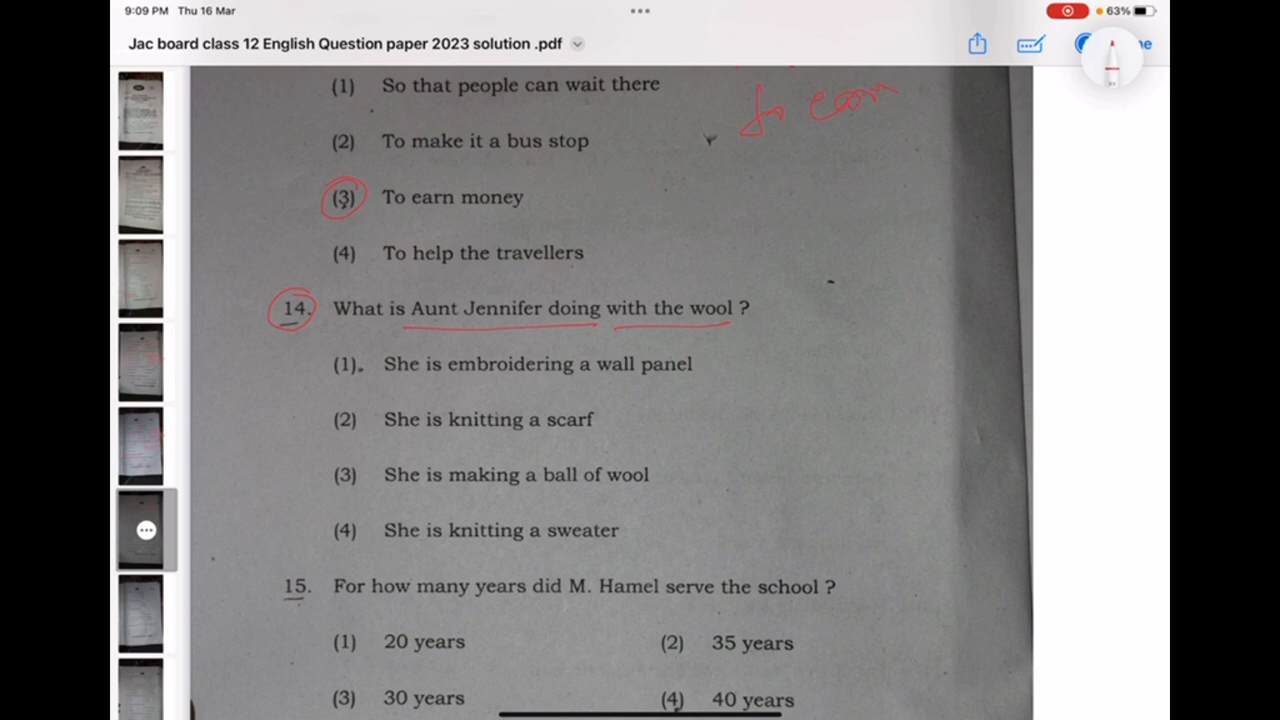 9:09 PM Thu 16 Mar
63%
Jac board class 12 English Question paper 2023 solution .pdf
(1) So that people can wait there
to earn
(2) To make it a bus stop
(3) To earn money
(4) To help the travellers
14. What is Aunt Jennifer doing with the wool ?
(1). She is embroidering a wall panel
(2) She is knitting a scarf
(3) She is making a ball of wool
(4) She is knitting a sweater
15. For how many years did M. Hamel serve the school ?
(1) 20 years (2) 35 years
(3) 30 years (4) 40 years